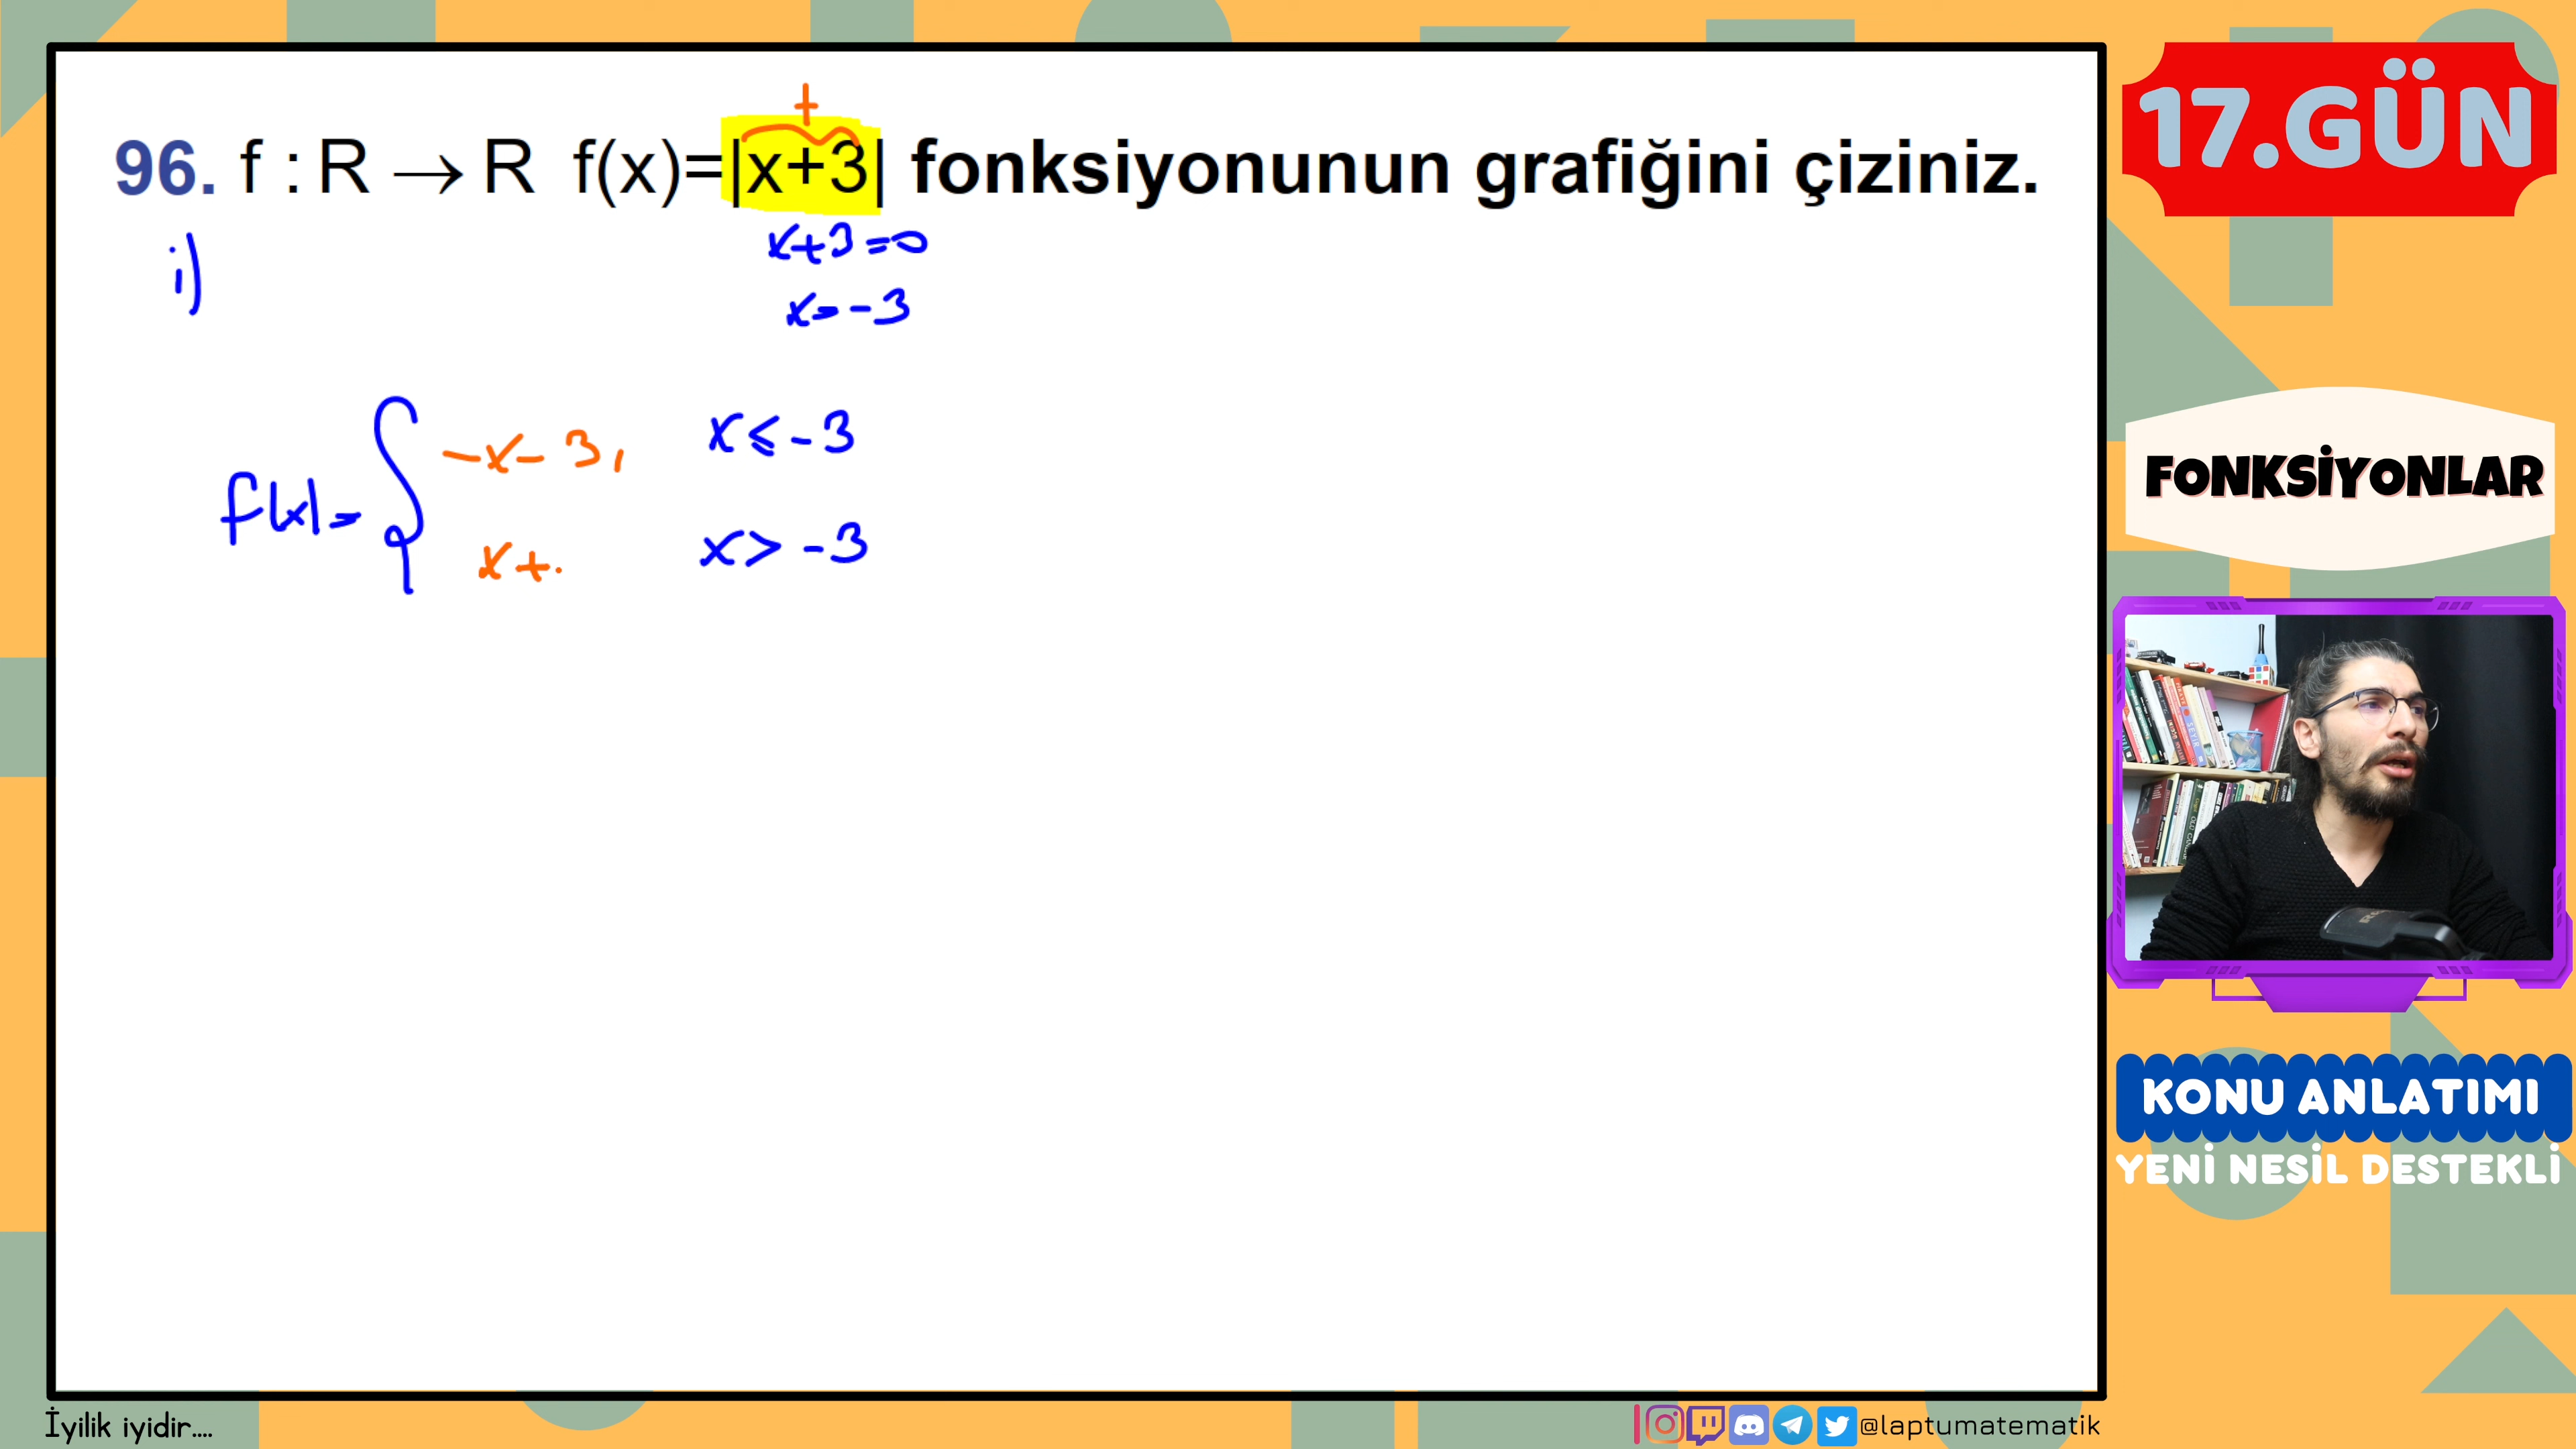 17.GÜN
+
96. f : R → R f(x)=|x+3| fonksiyonunun grafiğini çiziniz.
i)
x+3=0
x=-3
f(x)=
-x-3, x≤-3
x+. x>-3
FONKSİYONLAR
KONU ANLATIMI
YENİ NESİL DESTEKLİ
İyilik iyidir....
@laptumatematik